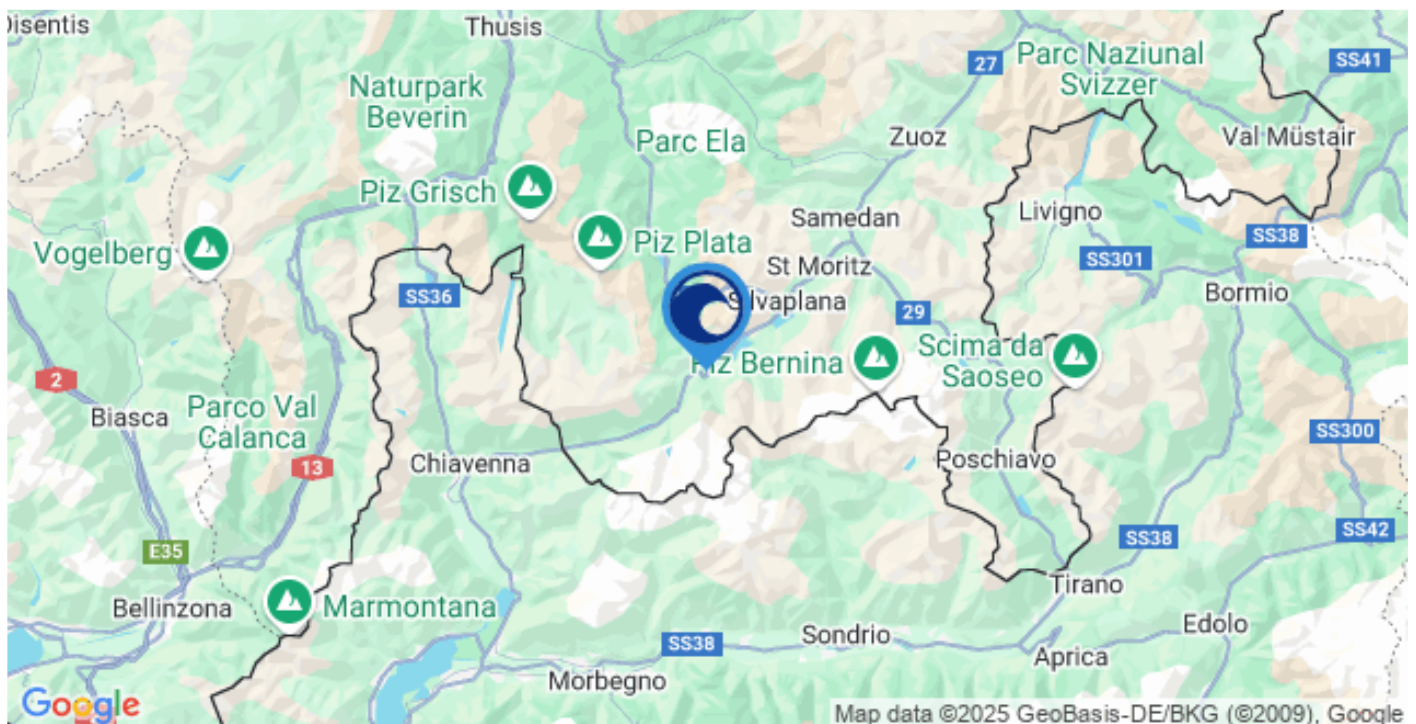 Disentis
Thusis
Parc Naziunal
Svizzer
27
SS41
Naturpark
Beverin
Parc Ela
Zuoz
Val Müstair
Piz Grisch
Samedan
Livigno
Vogelberg
Piz Plata
SS38
St Moritz
SS301
SS36
Silvaplana
Bormio
29
Scima da
Saoseo
Piz Bernina
2
Biasca
Parco Val
Calanca
SS300
13
Chiavenna
Poschiavo
SS42
E35
SS38
Tirano
Bellinzona
Marmontana
Sondrio
Edolo
SS38
Aprica
Morbegno
Google
Map data ©2025 GeoBasis-DE/BKG (©2009), Google